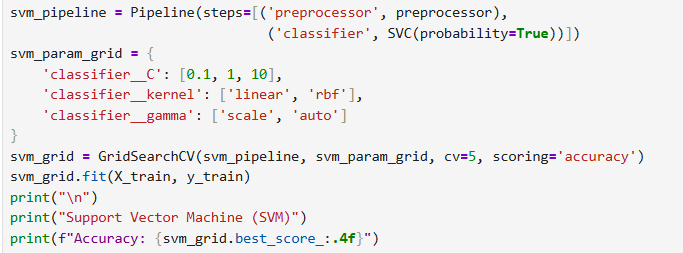 svm_pipeline = Pipeline(steps=[('preprocessor', preprocessor),
                               ('classifier', SVC(probability=True))])
svm_param_grid = {
    'classifier__C': [0.1, 1, 10],
    'classifier__kernel': ['linear', 'rbf'],
    'classifier__gamma': ['scale', 'auto']
}
svm_grid = GridSearchCV(svm_pipeline, svm_param_grid, cv=5, scoring='accuracy')
svm_grid.fit(X_train, y_train)
print("\n")
print("Support Vector Machine (SVM)")
print(f"Accuracy: {svm_grid.best_score_:.4f}")